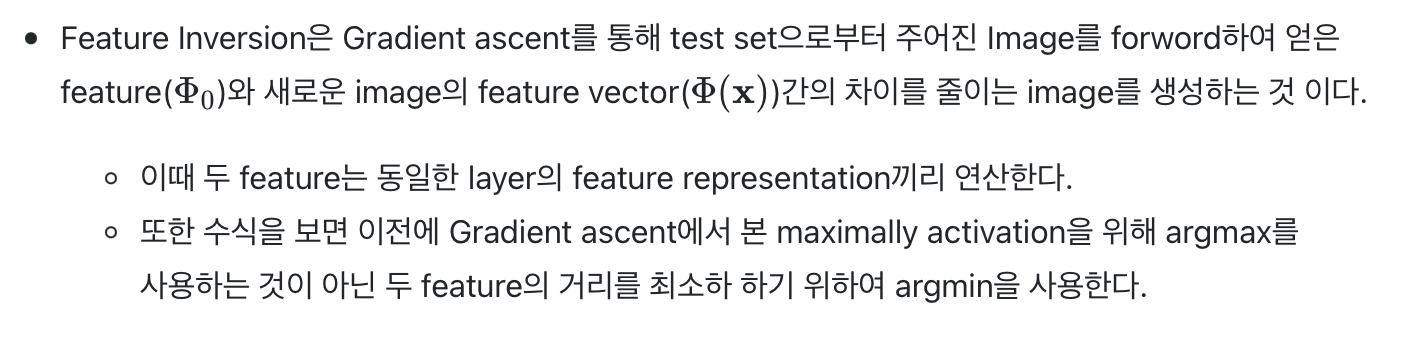 • Feature Inversion은 Gradient ascent를 통해 test set으로부터 주어진 Image를 forword하여 얻은
feature(Φ₀)와 새로운 image의 feature vector(Φ(x))간의 차이를 줄이는 image를 생성하는 것 이다.
◦ 이때 두 feature는 동일한 layer의 feature representation끼리 연산한다.
◦ 또한 수식을 보면 이전에 Gradient ascent에서 본 maximally activation을 위해 argmax를
사용하는 것이 아닌 두 feature의 거리를 최소하 하기 위하여 argmin을 사용한다.